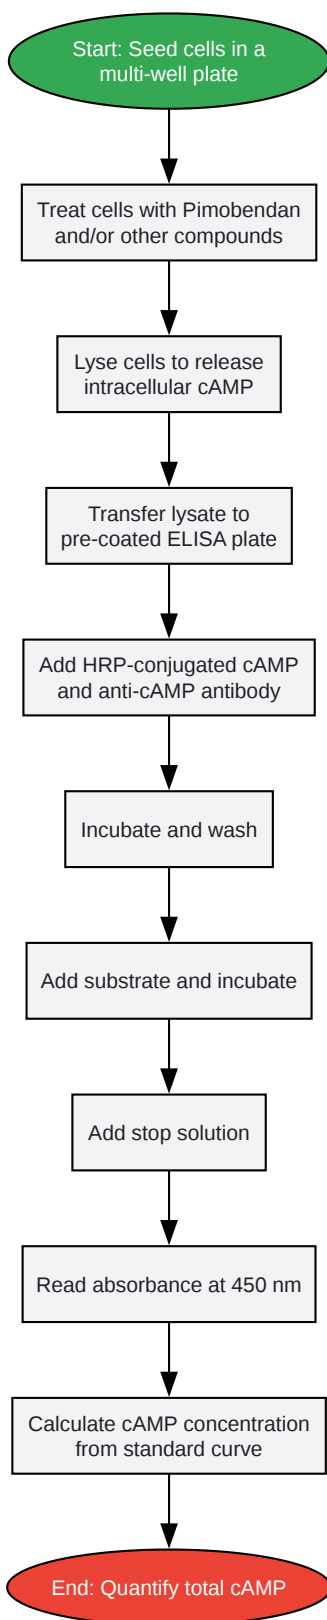 Start: Seed cells in a
multi-well plate
Treat cells with Pimobendan
and/or other compounds
Lyse cells to release
intracellular cAMP
Transfer lysate to
pre-coated ELISA plate
Add HRP-conjugated cAMP
and anti-cAMP antibody
Incubate and wash
Add substrate and incubate
Add stop solution
Read absorbance at 450 nm
Calculate cAMP concentration
from standard curve
End: Quantify total cAMP